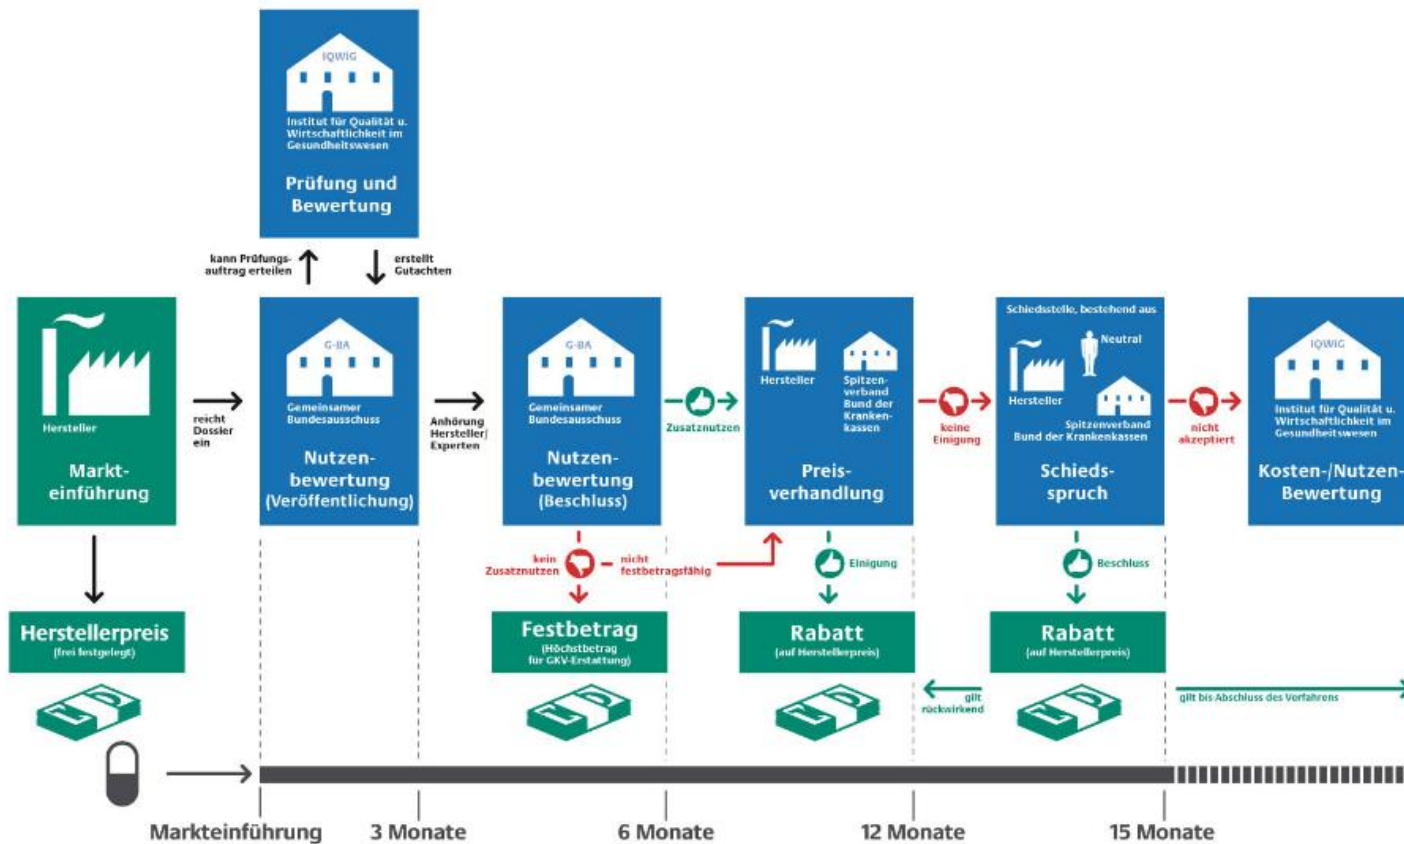 IQWiG
Institut für Qualität u.
Wirtschaftlichkeit im
Gesundheitswesen
Prüfung und
Bewertung
kann Prüfungs-
auftrag erteilen
erstellt
Gutachten
Hersteller
Markt-
einführung
reicht
Dossier
ein
G-BA
Gemeinsamer
Bundesausschuss
Nutzen-
bewertung
(Veröffentlichung)
Anhörung
Hersteller/
Experten
G-BA
Gemeinsamer
Bundesausschuss
Nutzen-
bewertung
(Beschluss)
Zusatznutzen
Hersteller
Spitzen-
verband
Bund der
Kranken-
kassen
Preis-
verhandlung
keine
Einigung
Schiedsstelle, bestehend aus
Neutral
Hersteller
Spitzenverband
Bund der Krankenkassen
Schieds-
spruch
nicht
akzeptiert
IQWiG
Institut für Qualität u.
Wirtschaftlichkeit im
Gesundheitswesen
Kosten-/Nutzen-
Bewertung
kein
Zusatznutzen
nicht
festbetragsfähig
Einigung
Beschluss
Herstellerpreis
(frei festgelegt)
Festbetrag
(Höchstbetrag
für GKV-Erstattung)
Rabatt
(auf Herstellerpreis)
Rabatt
(auf Herstellerpreis)
gilt
rückwirkend
gilt bis Abschluss des Verfahrens
Markteinführung
3 Monate
6 Monate
12 Monate
15 Monate